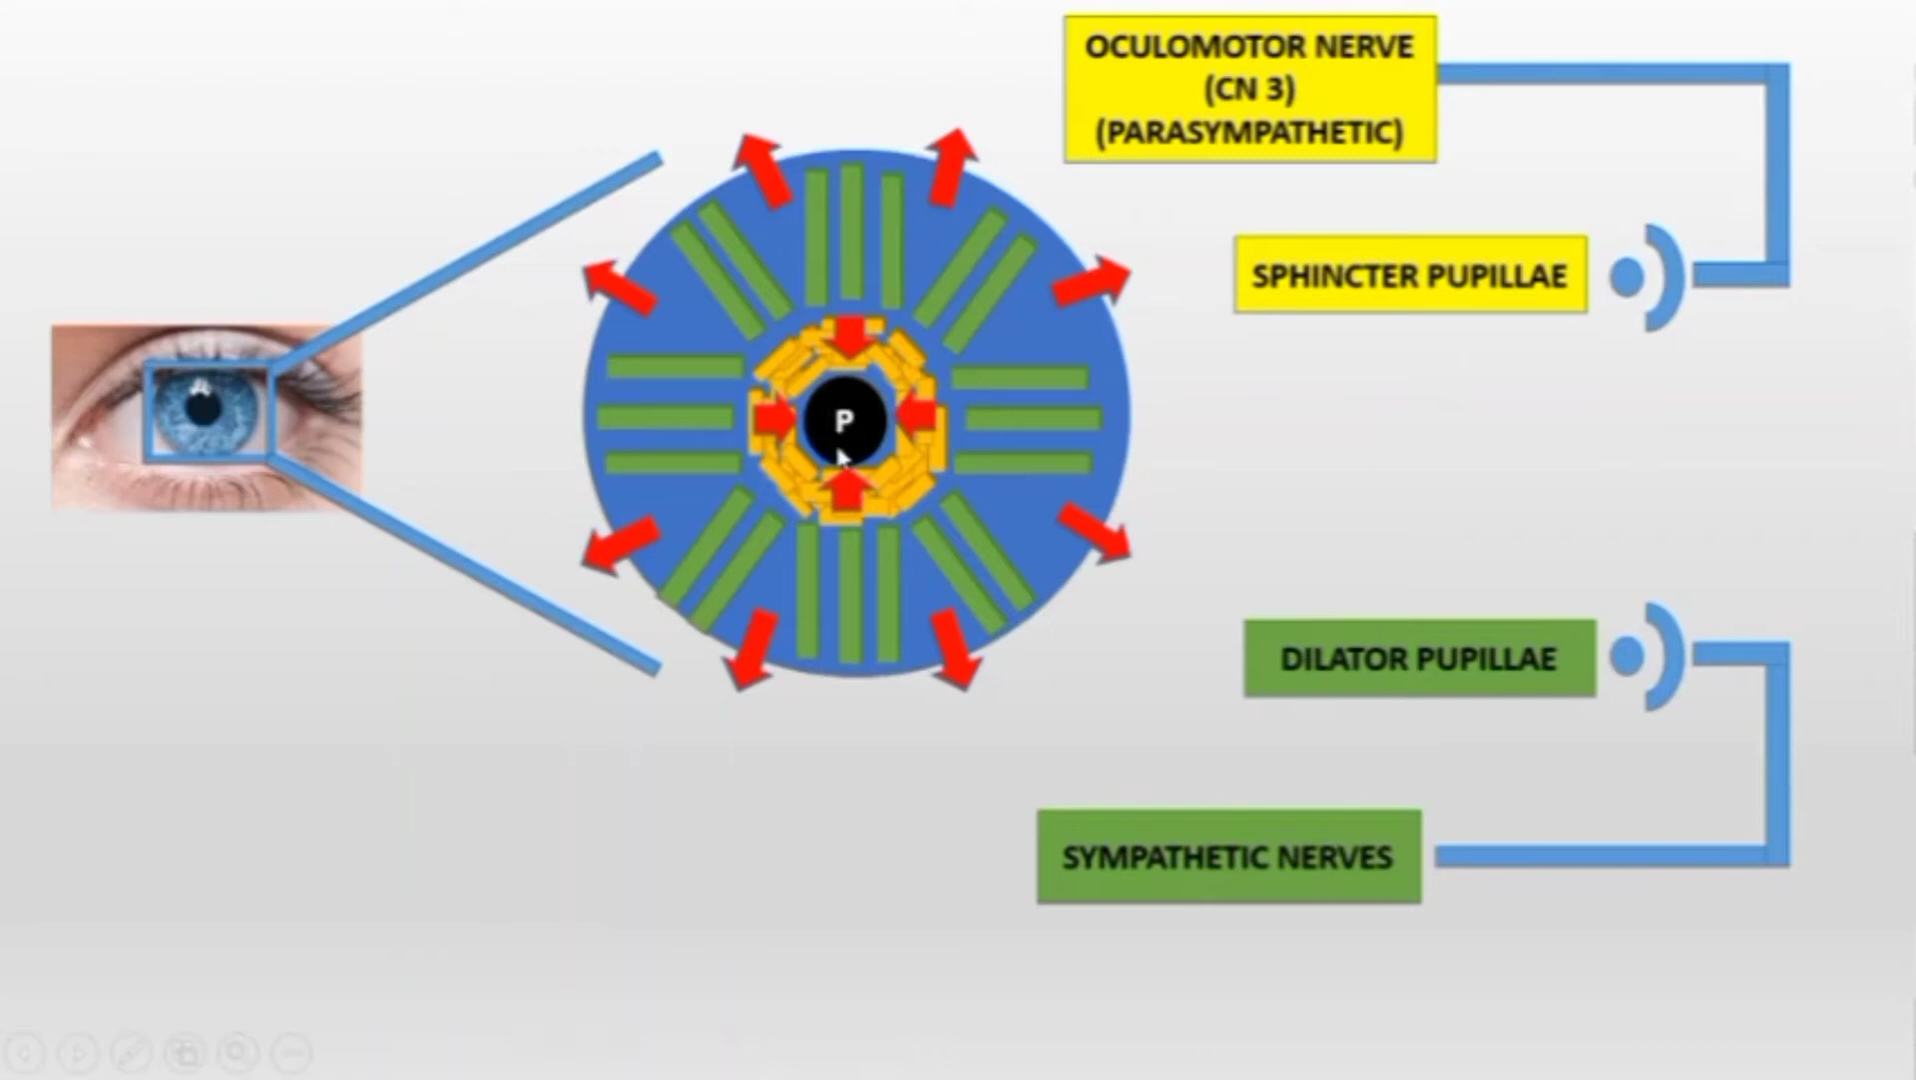 OCULOMOTOR NERVE
(CN 3)
(PARASYMPATHETIC)
SPHINCTER PUPILLAE
P
DILATOR PUPILLAE
SYMPATHETIC NERVES